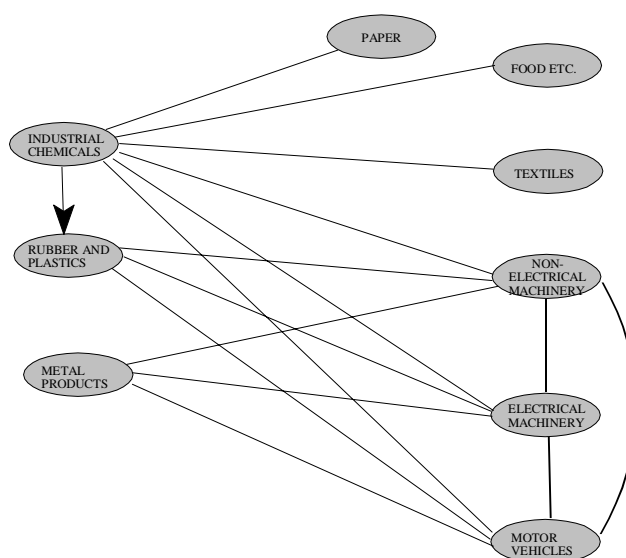 PAPER
FOOD ETC.
INDUSTRIAL
CHEMICALS
TEXTILES
RUBBER AND
PLASTICS
NON-
ELECTRICAL
MACHINERY
METAL
PRODUCTS
ELECTRICAL
MACHINERY
MOTOR
VEHICLES